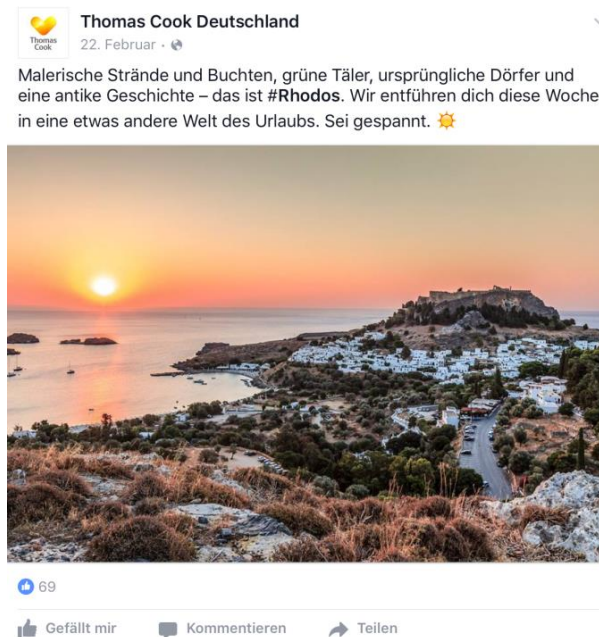 Thomas Cook Deutschland
22. Februar ·
Thomas
Cook
Malerische Strände und Buchten, grüne Täler, ursprüngliche Dörfer und
eine antike Geschichte – das ist #Rhodos. Wir entführen dich diese Woche
in eine etwas andere Welt des Urlaubs. Sei gespannt. ☀️
69
Gefällt mir Kommentieren Teilen